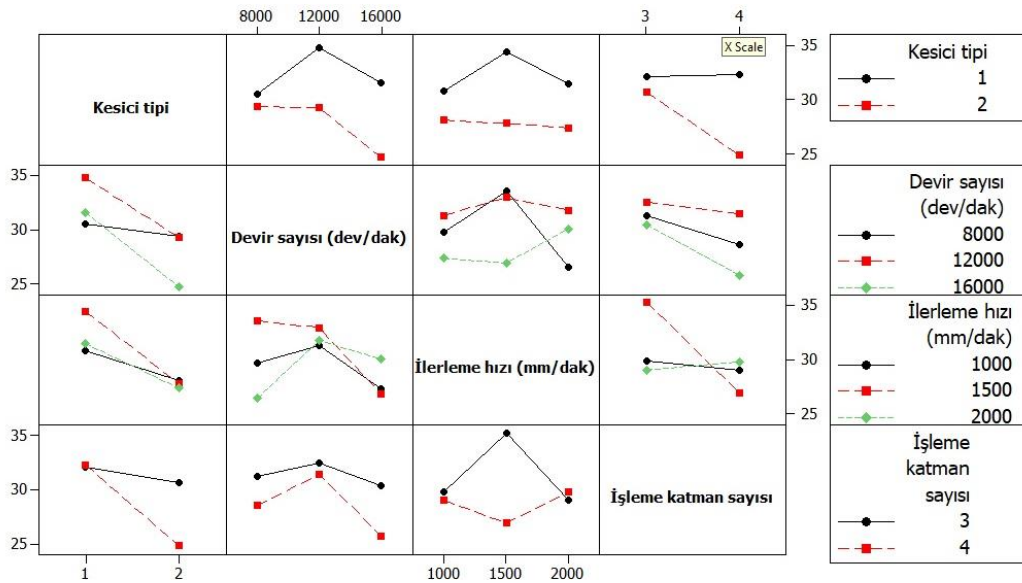 8000 12000 16000
3 4
X Scale
Kesici tipi
35
30
25
Kesici tipi
1
2
35
30
25
Devir sayısı (dev/dak)
Devir sayısı
(dev/dak)
8000
12000
16000
İlerleme hızı (mm/dak)
35
30
25
İlerleme hızı
(mm/dak)
1000
1500
2000
35
30
25
İşleme katman sayısı
İşleme
katman
sayısı
3
4
1 2
1000 1500 2000